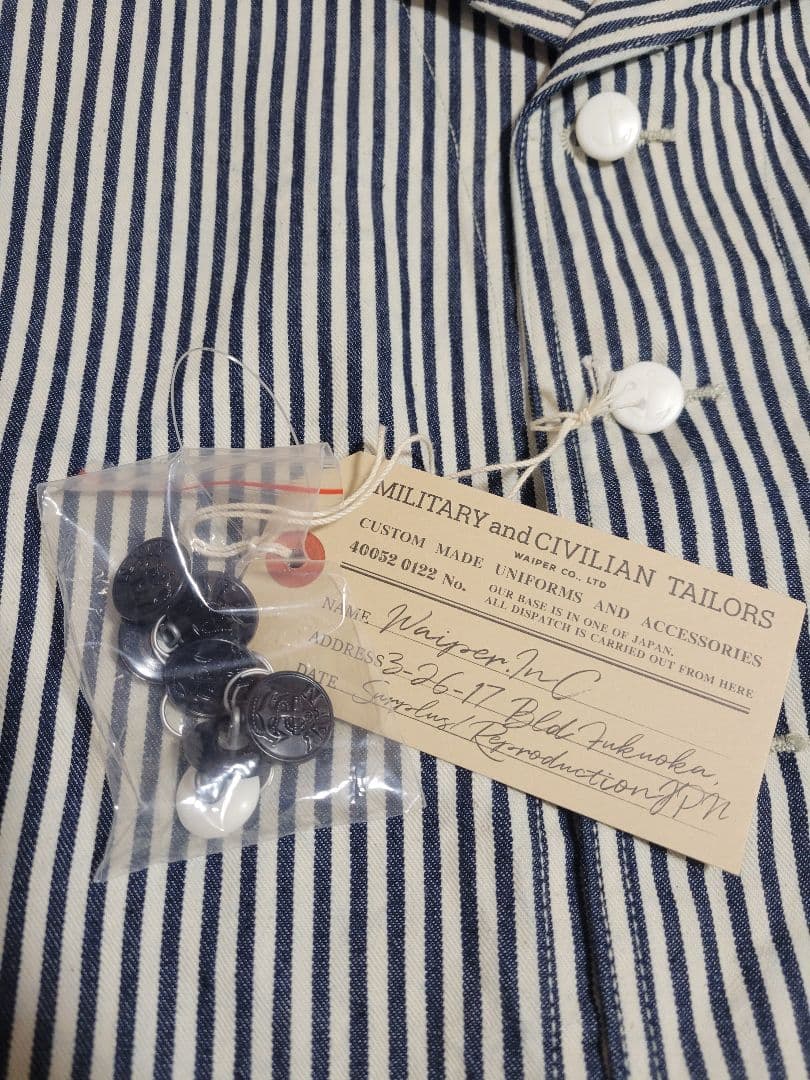 MILITARY and CIVILIAN TAILORS
WAIPER CO., LTD
CUSTOM MADE UNIFORMS AND ACCESSORIES
40052 0122 No.
OUR BASE IS IN ONE OF JAPAN.
ALL DISPATCH IS CARRIED OUT FROM HERE
NAME Waiper.InC
ADDRESS 3-26-17 Bld. Fukuoka,
DATE Surplus/ReproductionJPN